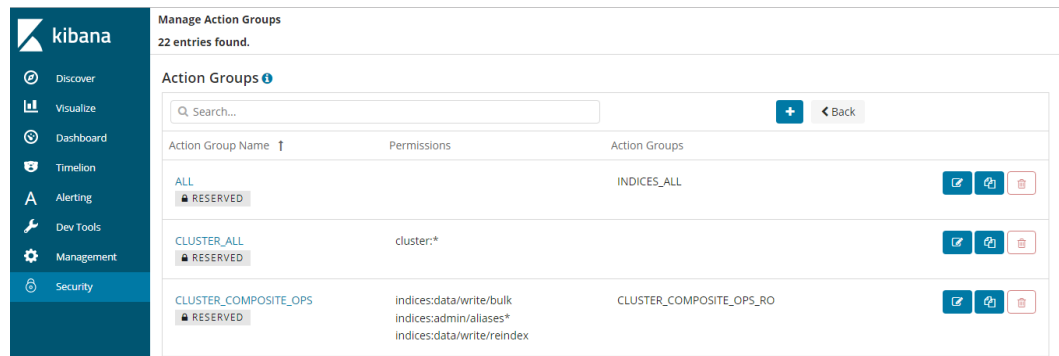 kibana
Discover
Visualize
Dashboard
Timelion
Alerting
Dev Tools
Management
Security
Manage Action Groups
22 entries found.
Action Groups
Search...
+ Back
Action Group Name ↑ Permissions Action Groups
ALL INDICES_ALL
RESERVED
CLUSTER_ALL cluster:*
RESERVED
CLUSTER_COMPOSITE_OPS indices:data/write/bulk CLUSTER_COMPOSITE_OPS_RO
RESERVED indices:admin/aliases*
indices:data/write/reindex